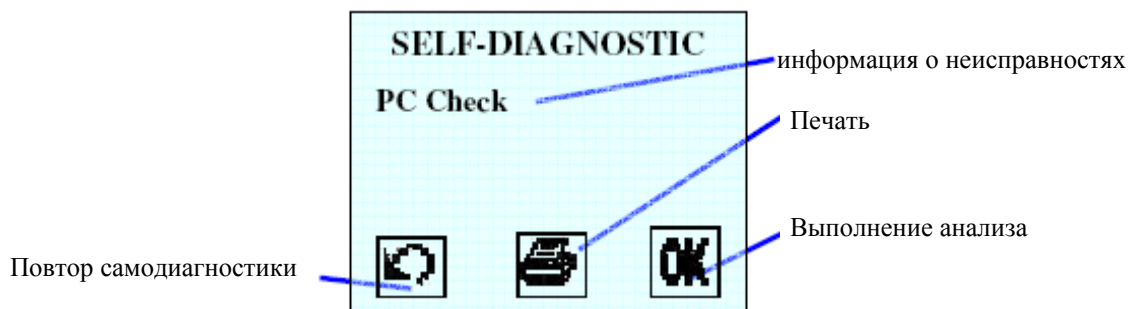 SELF-DIAGNOSTIC
информация о неисправностях
PC Check
Печать
Выполнение анализа
OK
Повтор самодиагностики